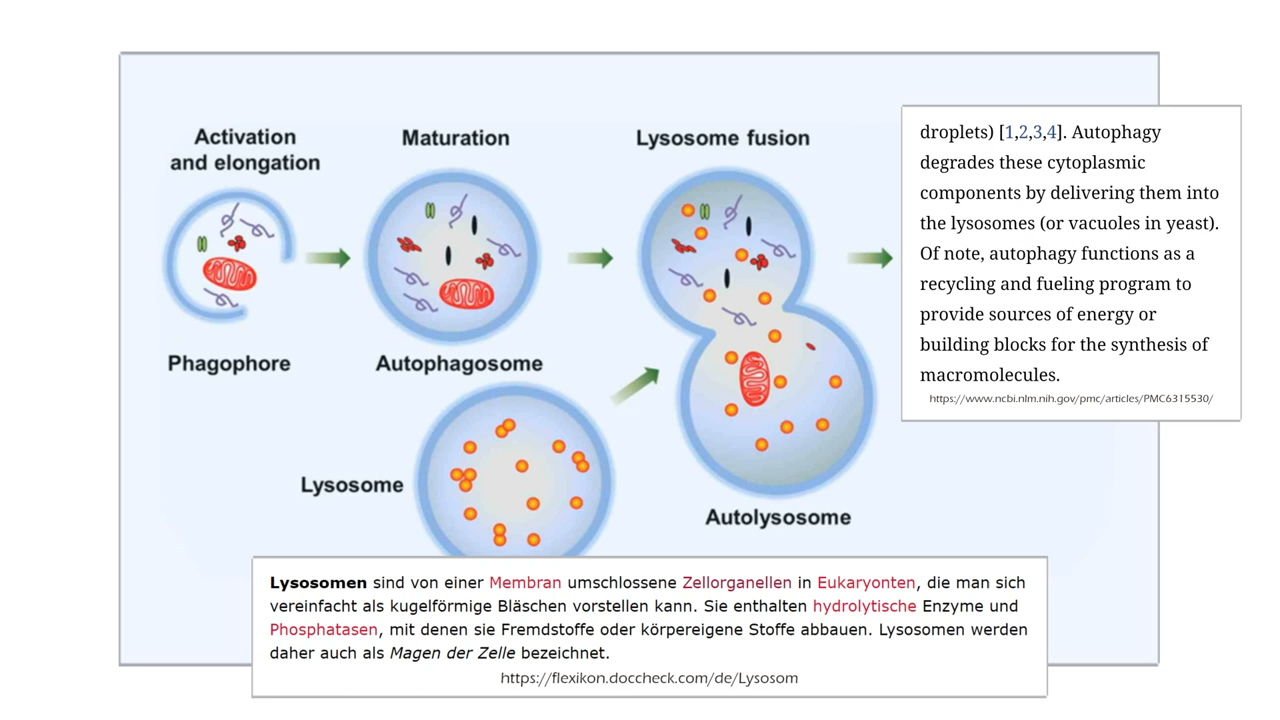 Activation
and elongation
Maturation
Lysosome fusion
Phagophore
Autophagosome
Lysosome
Autolysosome
droplets) [1,2,3,4]. Autophagy
degrades these cytoplasmic
components by delivering them into
the lysosomes (or vacuoles in yeast).
Of note, autophagy functions as a
recycling and fueling program to
provide sources of energy or
building blocks for the synthesis of
macromolecules.
https://www.ncbi.nlm.nih.gov/pmc/articles/PMC6315530/
Lysosomen sind von einer Membran umschlossene Zellorganellen in Eukaryonten, die man sich
vereinfacht als kugelförmige Bläschen vorstellen kann. Sie enthalten hydrolytische Enzyme und
Phosphatasen, mit denen sie Fremdstoffe oder körpereigene Stoffe abbauen. Lysosomen werden
daher auch als Magen der Zelle bezeichnet.
https://flexikon.doccheck.com/de/Lysosom